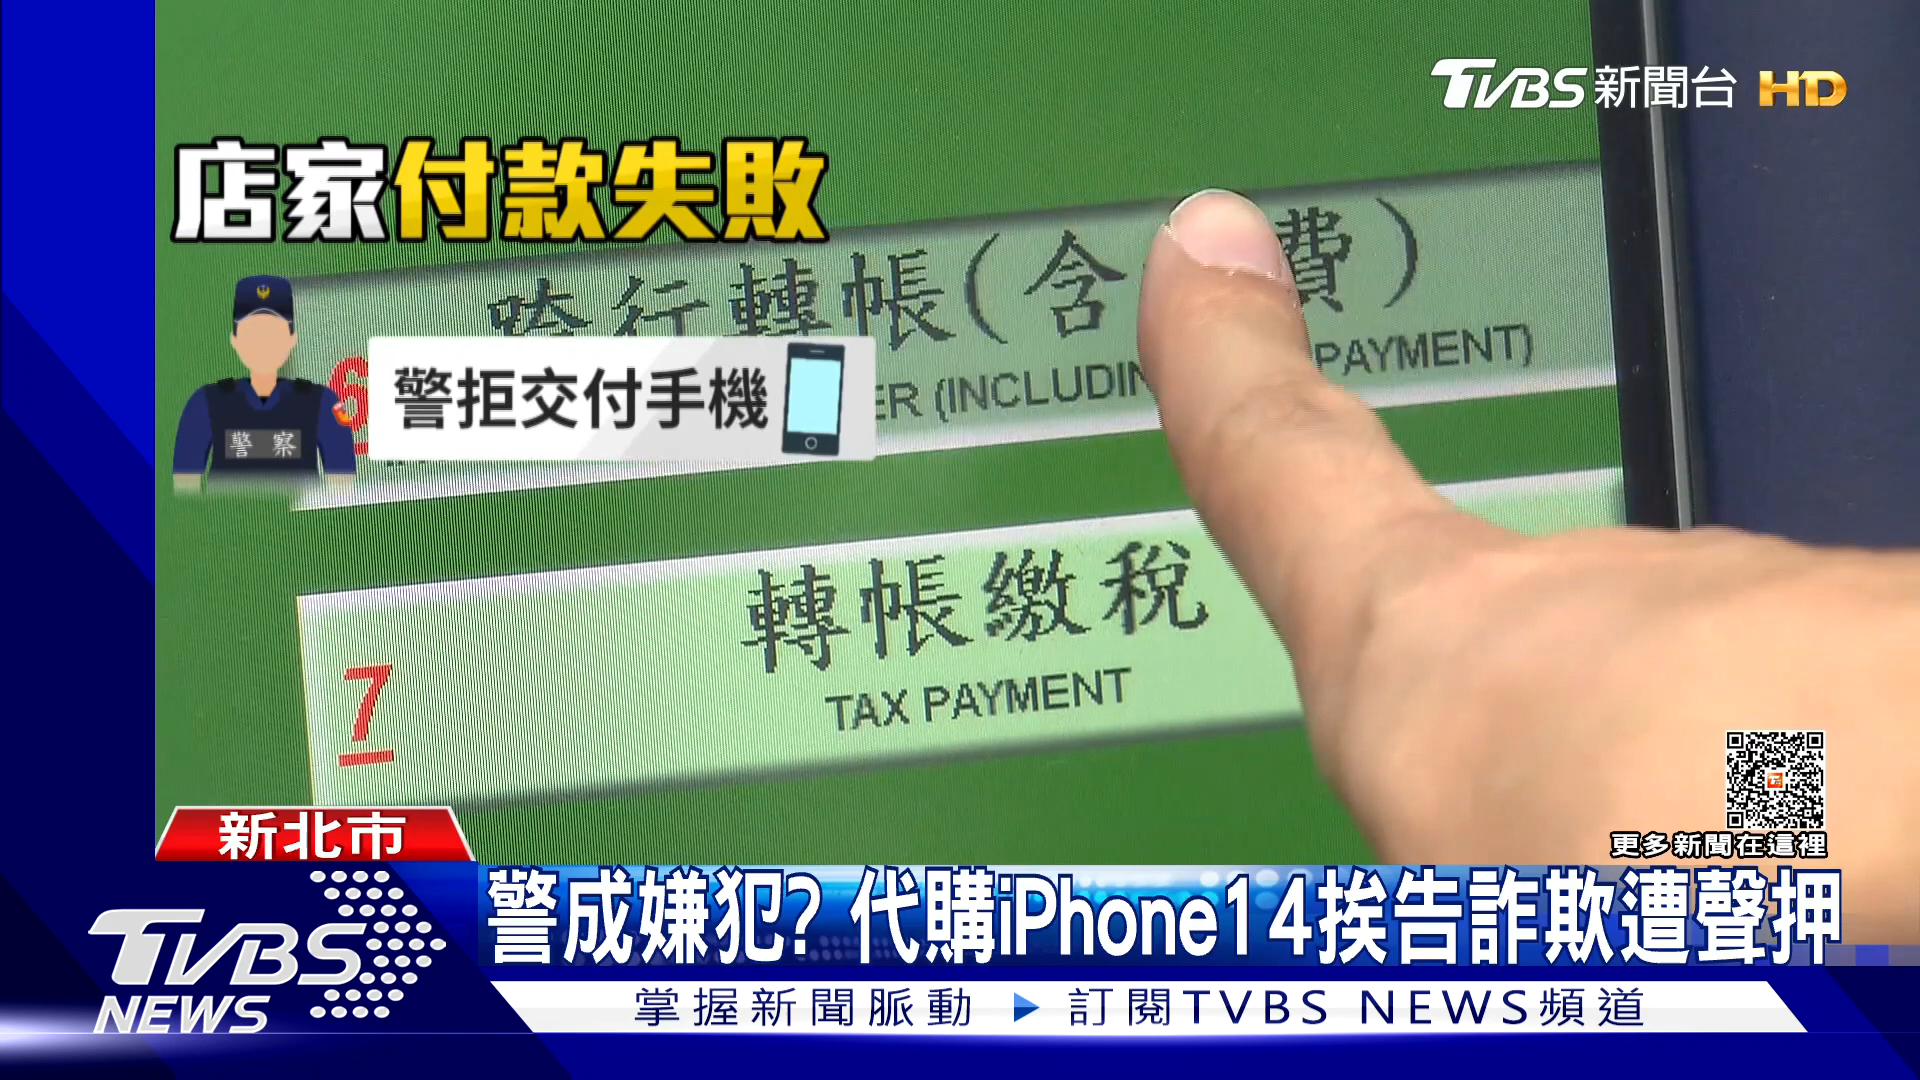 TVBS新聞台 HD
店家付款失敗
跨行轉帳(含 費)
6
警拒交付手機
ER (INCLUDIN PAYMENT)
警察
轉帳繳稅
7
TAX PAYMENT
更多新聞在這裡
新北市
警成嫌犯? 代購iPhone14挨告詐欺遭聲押
TVBS NEWS
掌握新聞脈動 ▶ 訂閱TVBS NEWS頻道